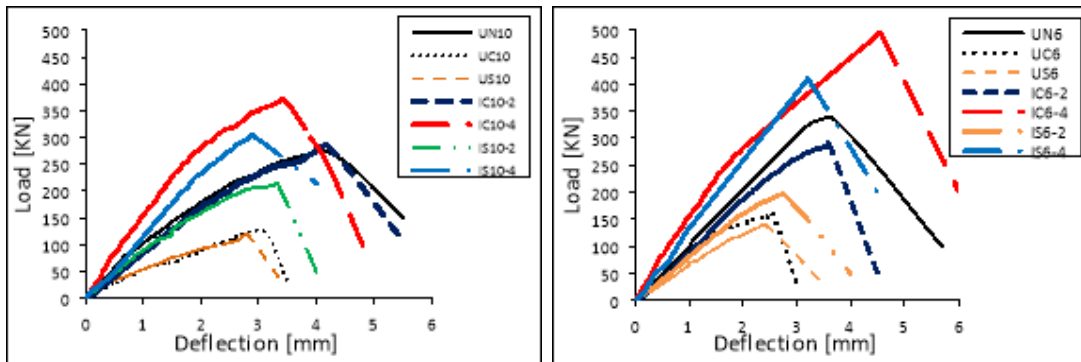 Load [KN]
500
450
400
350
300
250
200
150
100
50
0
0 1 2 3 4 5 6
Deflection [mm]
UN10
UC10
US10
IC10-2
IC10-4
IS10-2
IS10-4
Load [KN]
500
450
400
350
300
250
200
150
100
50
0
0 1 2 3 4 5 6
Deflection [mm]
UN6
UC6
US6
IC6-2
IC6-4
IS6-2
IS6-4